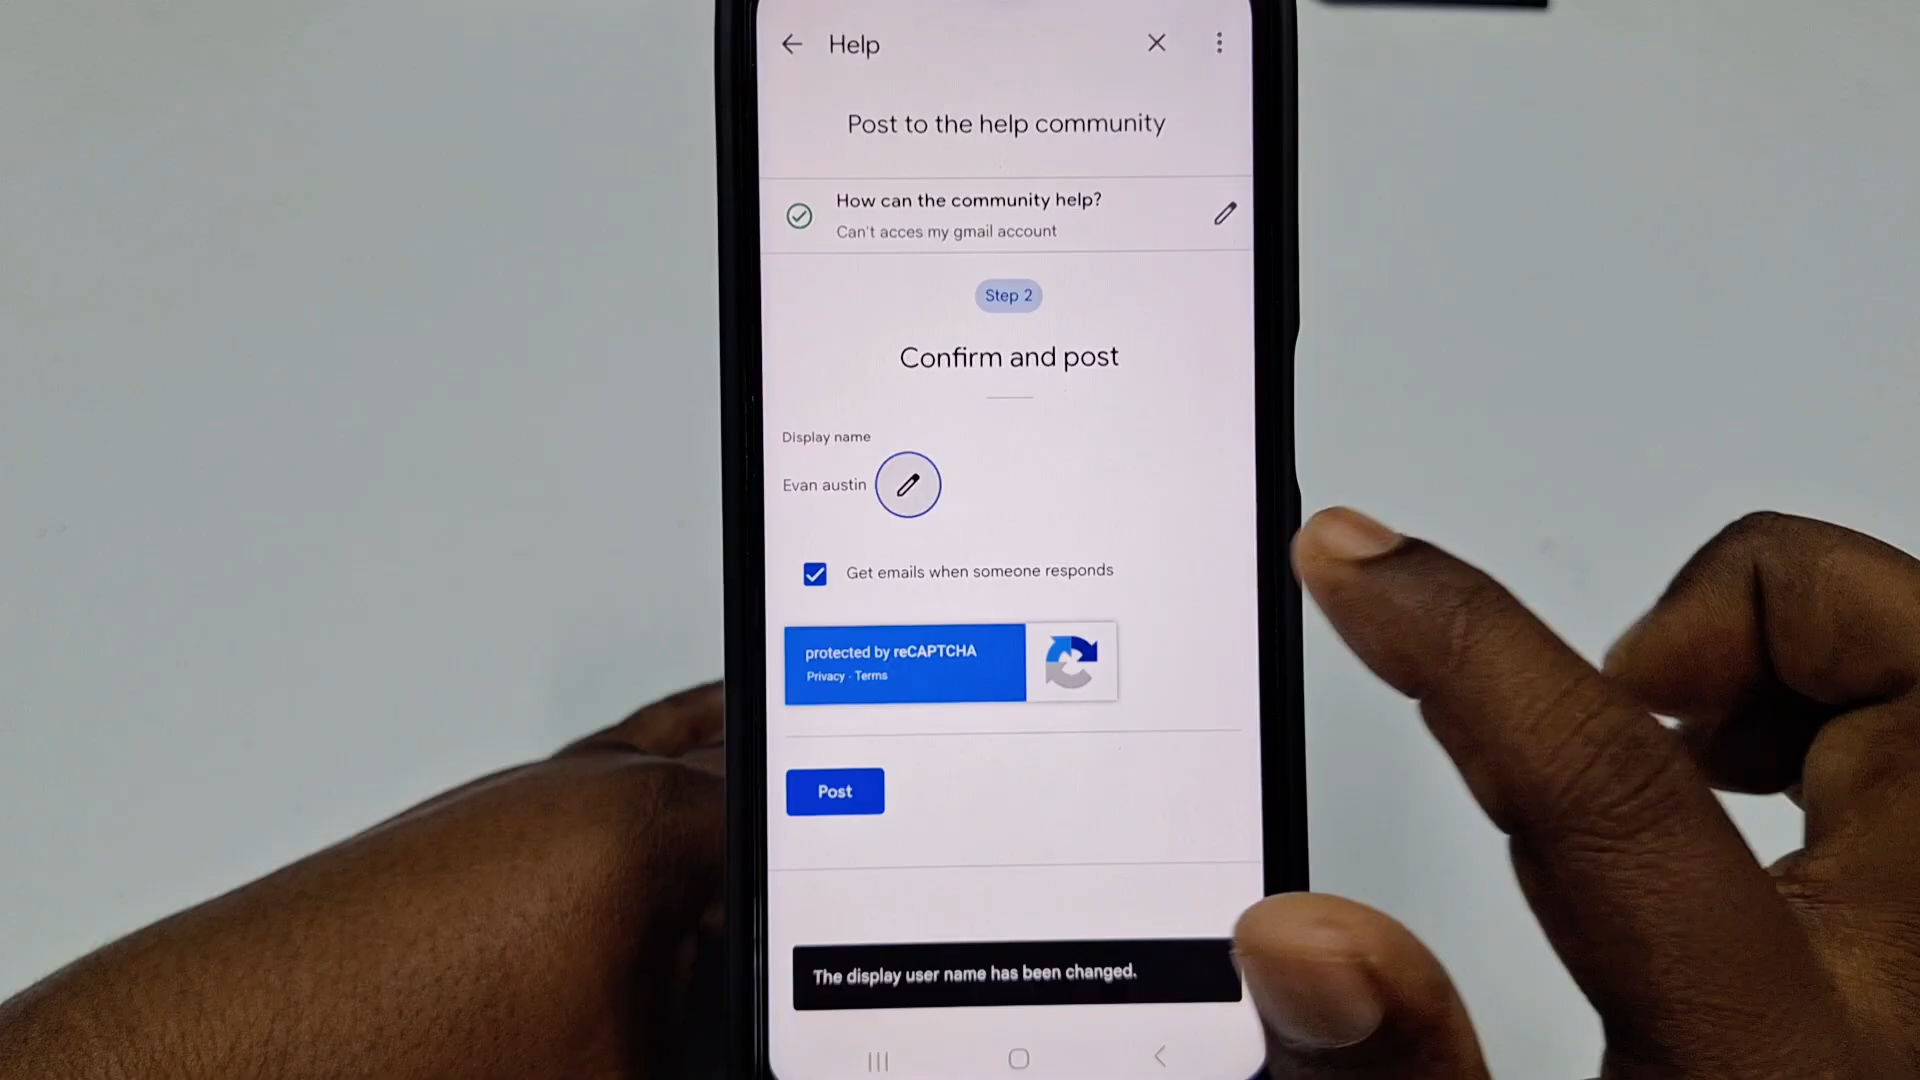 Help
Post to the help community
How can the community help?
Can't acces my gmail account
Step 2
Confirm and post
Display name
Evan austin
Get emails when someone responds
protected by reCAPTCHA
Privacy - Terms
Post
The display user name has been changed.